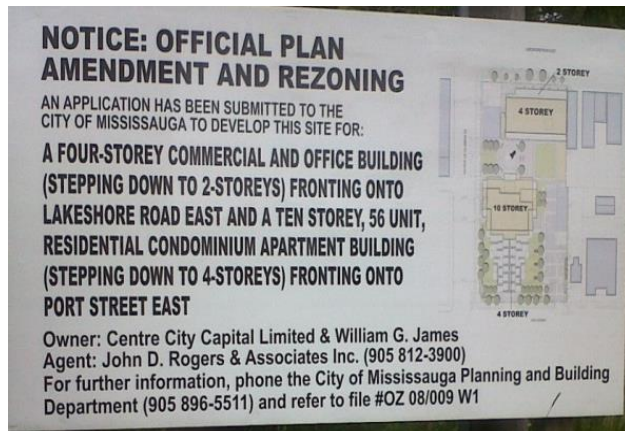 NOTICE: OFFICIAL PLAN
AMENDMENT AND REZONING
AN APPLICATION HAS BEEN SUBMITTED TO THE
CITY OF MISSISSAUGA TO DEVELOP THIS SITE FOR:
A FOUR-STOREY COMMERCIAL AND OFFICE BUILDING
(STEPPING DOWN TO 2-STOREYS) FRONTING ONTO
LAKESHORE ROAD EAST AND A TEN STOREY, 56 UNIT,
RESIDENTIAL CONDOMINIUM APARTMENT BUILDING
(STEPPING DOWN TO 4-STOREYS) FRONTING ONTO
PORT STREET EAST
Owner: Centre City Capital Limited & William G. James
Agent: John D. Rogers & Associates Inc. (905 812-3900)
For further information, phone the City of Mississauga Planning and Building
Department (905 896-5511) and refer to file #OZ 08/009 W1
2 STOREY
4 STOREY
10 STOREY
4 STOREY